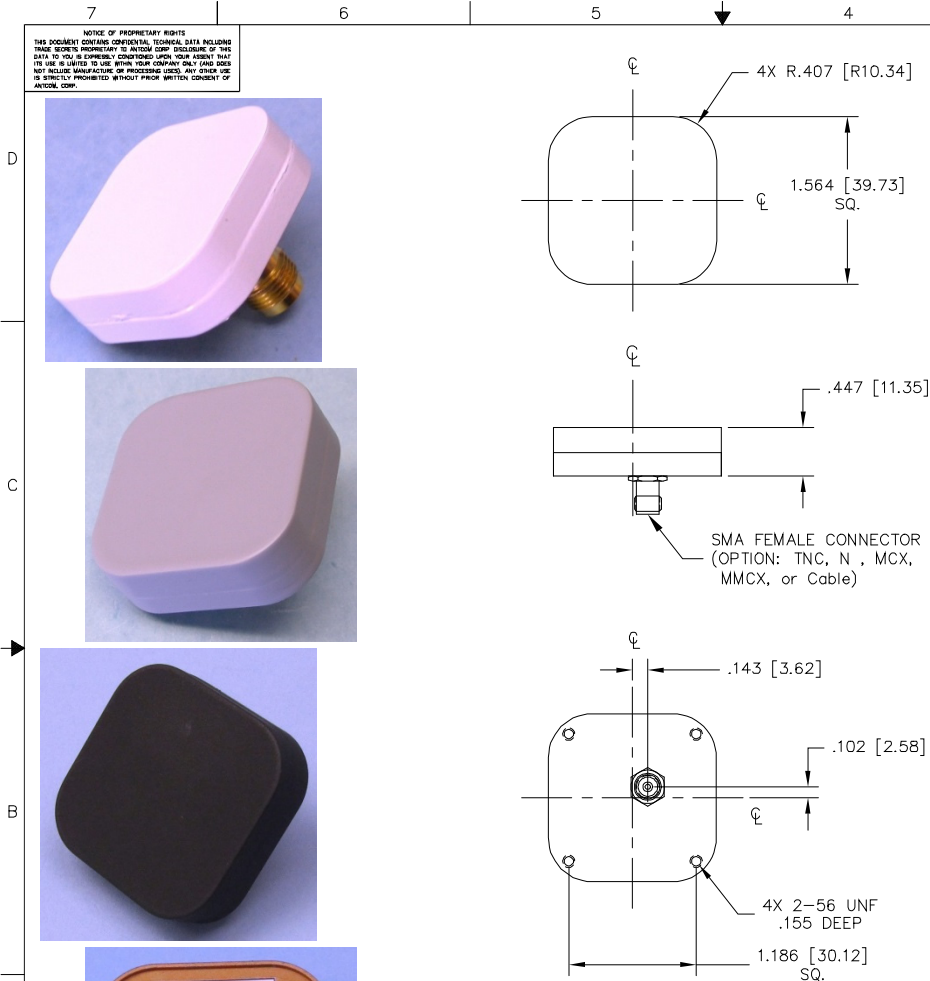 7 6 5 4
NOTICE OF PROPRIETARY RIGHTS
THIS DOCUMENT CONTAINS CONFIDENTIAL TECHNICAL DATA INCLUDING
TRADE SECRETS PROPRIETARY TO ANTCOM CORP. DISCLOSURE OF THIS
DATA TO YOU IS EXPRESSLY CONDITIONED UPON YOUR ASSENT THAT
ITS USE IS LIMITED TO USE WITHIN YOUR COMPANY ONLY (AND DOES
NOT INCLUDE MANUFACTURE OR PROCESSING USES). ANY OTHER USE
IS STRICTLY PROHIBITED WITHOUT PRIOR WRITTEN CONSENT OF
ANTCOM, CORP.
D
℄
4X R.407 [R10.34]
1.564 [39.73]
SQ.
℄
C
℄
.447 [11.35]
SMA FEMALE CONNECTOR
(OPTION: TNC, N , MCX,
MMCX, or Cable)
B
℄
.143 [3.62]
.102 [2.58]
℄
4X 2-56 UNF
.155 DEEP
1.186 [30.12]
SQ.